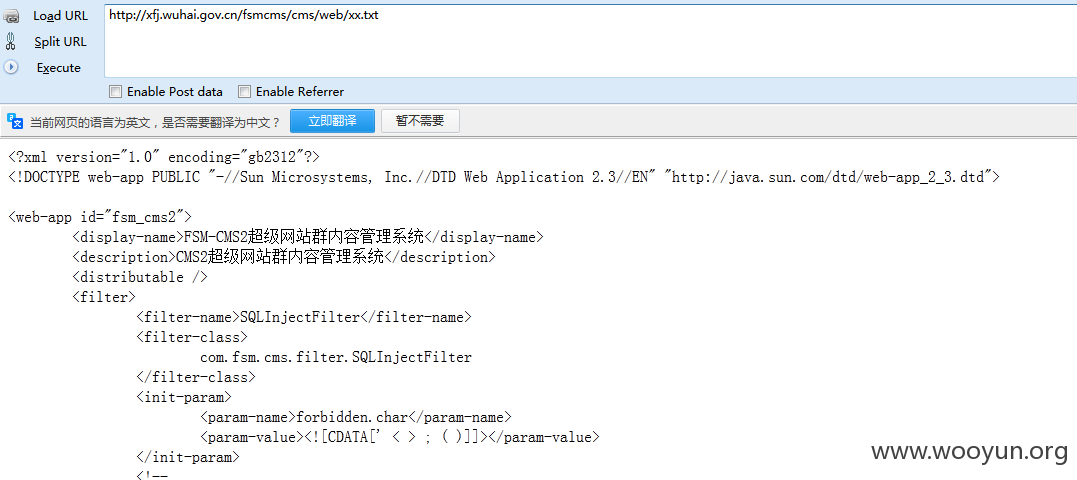 Load URL
http://xfj.wuhai.gov.cn/fsmcms/cms/web/xx.txt
Split URL
Execute
Enable Post data Enable Referrer
当前网页的语言为英文，是否需要翻译为中文？ 立即翻译 暂不需要
<?xml version="1.0" encoding="gb2312"?>
<!DOCTYPE web-app PUBLIC "-//Sun Microsystems, Inc.//DTD Web Application 2.3//EN" "http://java.sun.com/dtd/web-app_2_3.dtd">
<web-app id="fsm_cms2">
<display-name>FSM-CMS2超级网站群内容管理系统</display-name>
<description>CMS2超级网站群内容管理系统</description>
<distributable />
<filter>
<filter-name>SQLInjectFilter</filter-name>
<filter-class>
com.fsm.cms.filter.SQLInjectFilter
</filter-class>
<init-param>
<param-name>forbidden.char</param-name>
<param-value><![CDATA[' < > ; ( )]]></param-value>
</init-param>
<!--
www.wooyun.org